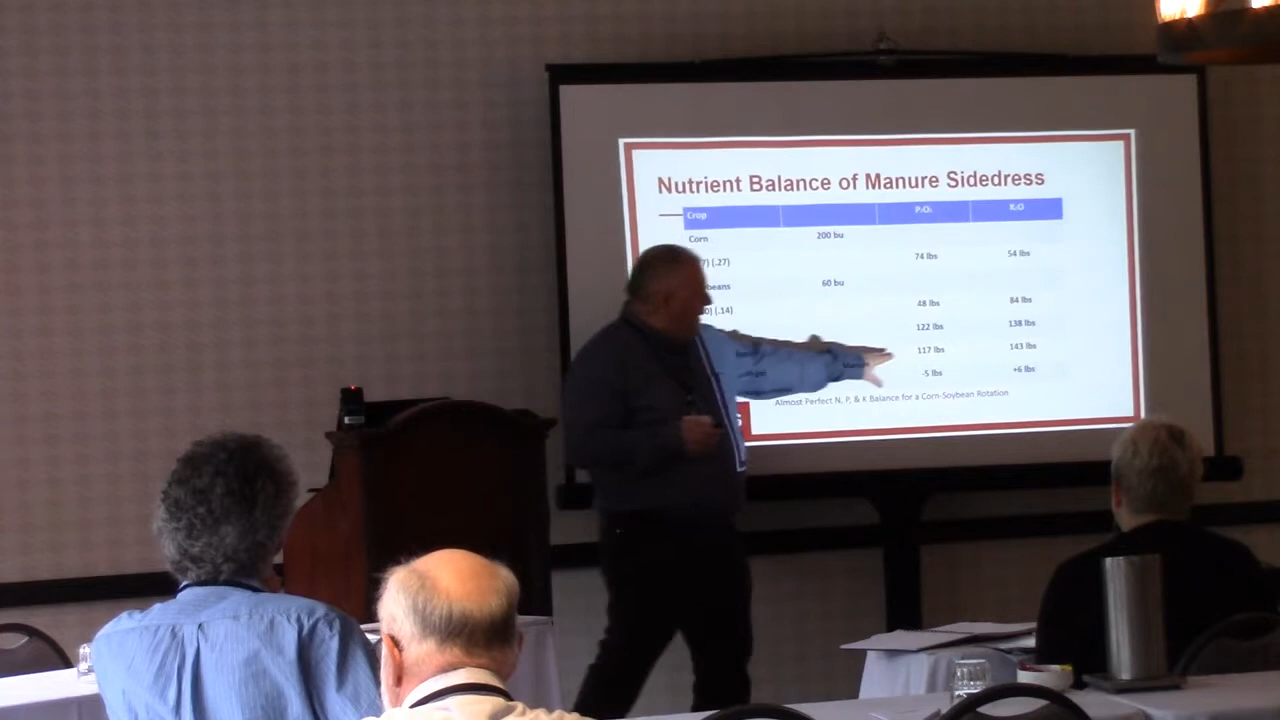 Nutrient Balance of Manure Sidedress
Crop P₂O₅ K₂O
Corn 200 bu
7) (.27) 74 lbs 54 lbs
beans 60 bu
0) (.14) 48 lbs 84 lbs
122 lbs 138 lbs
117 lbs 143 lbs
-5 lbs +6 lbs
Almost Perfect N, P, & K Balance for a Corn-Soybean Rotation